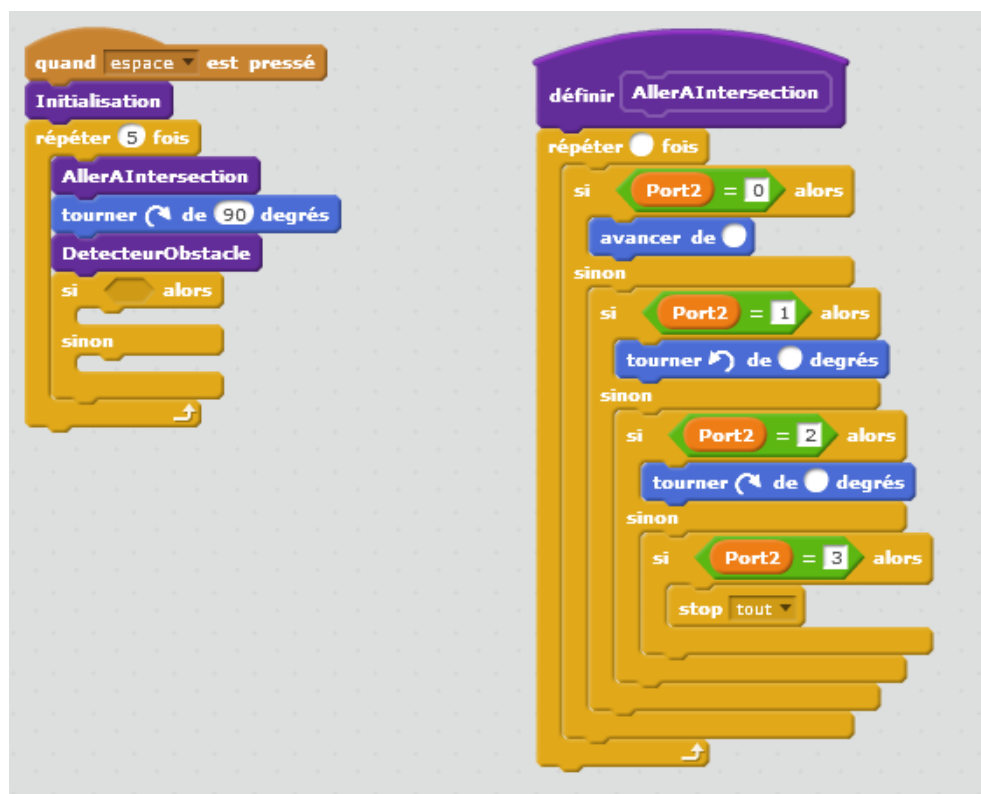 quand espace est pressé
Initialisation
répéter 5 fois
AllerAIntersection
tourner de 90 degrés
DetecteurObstacle
si alors
sinon
définir AllerAIntersection
répéter fois
si Port2 = 0 alors
avancer de
sinon
si Port2 = 1 alors
tourner de degrés
sinon
si Port2 = 2 alors
tourner de degrés
sinon
si Port2 = 3 alors
stop tout